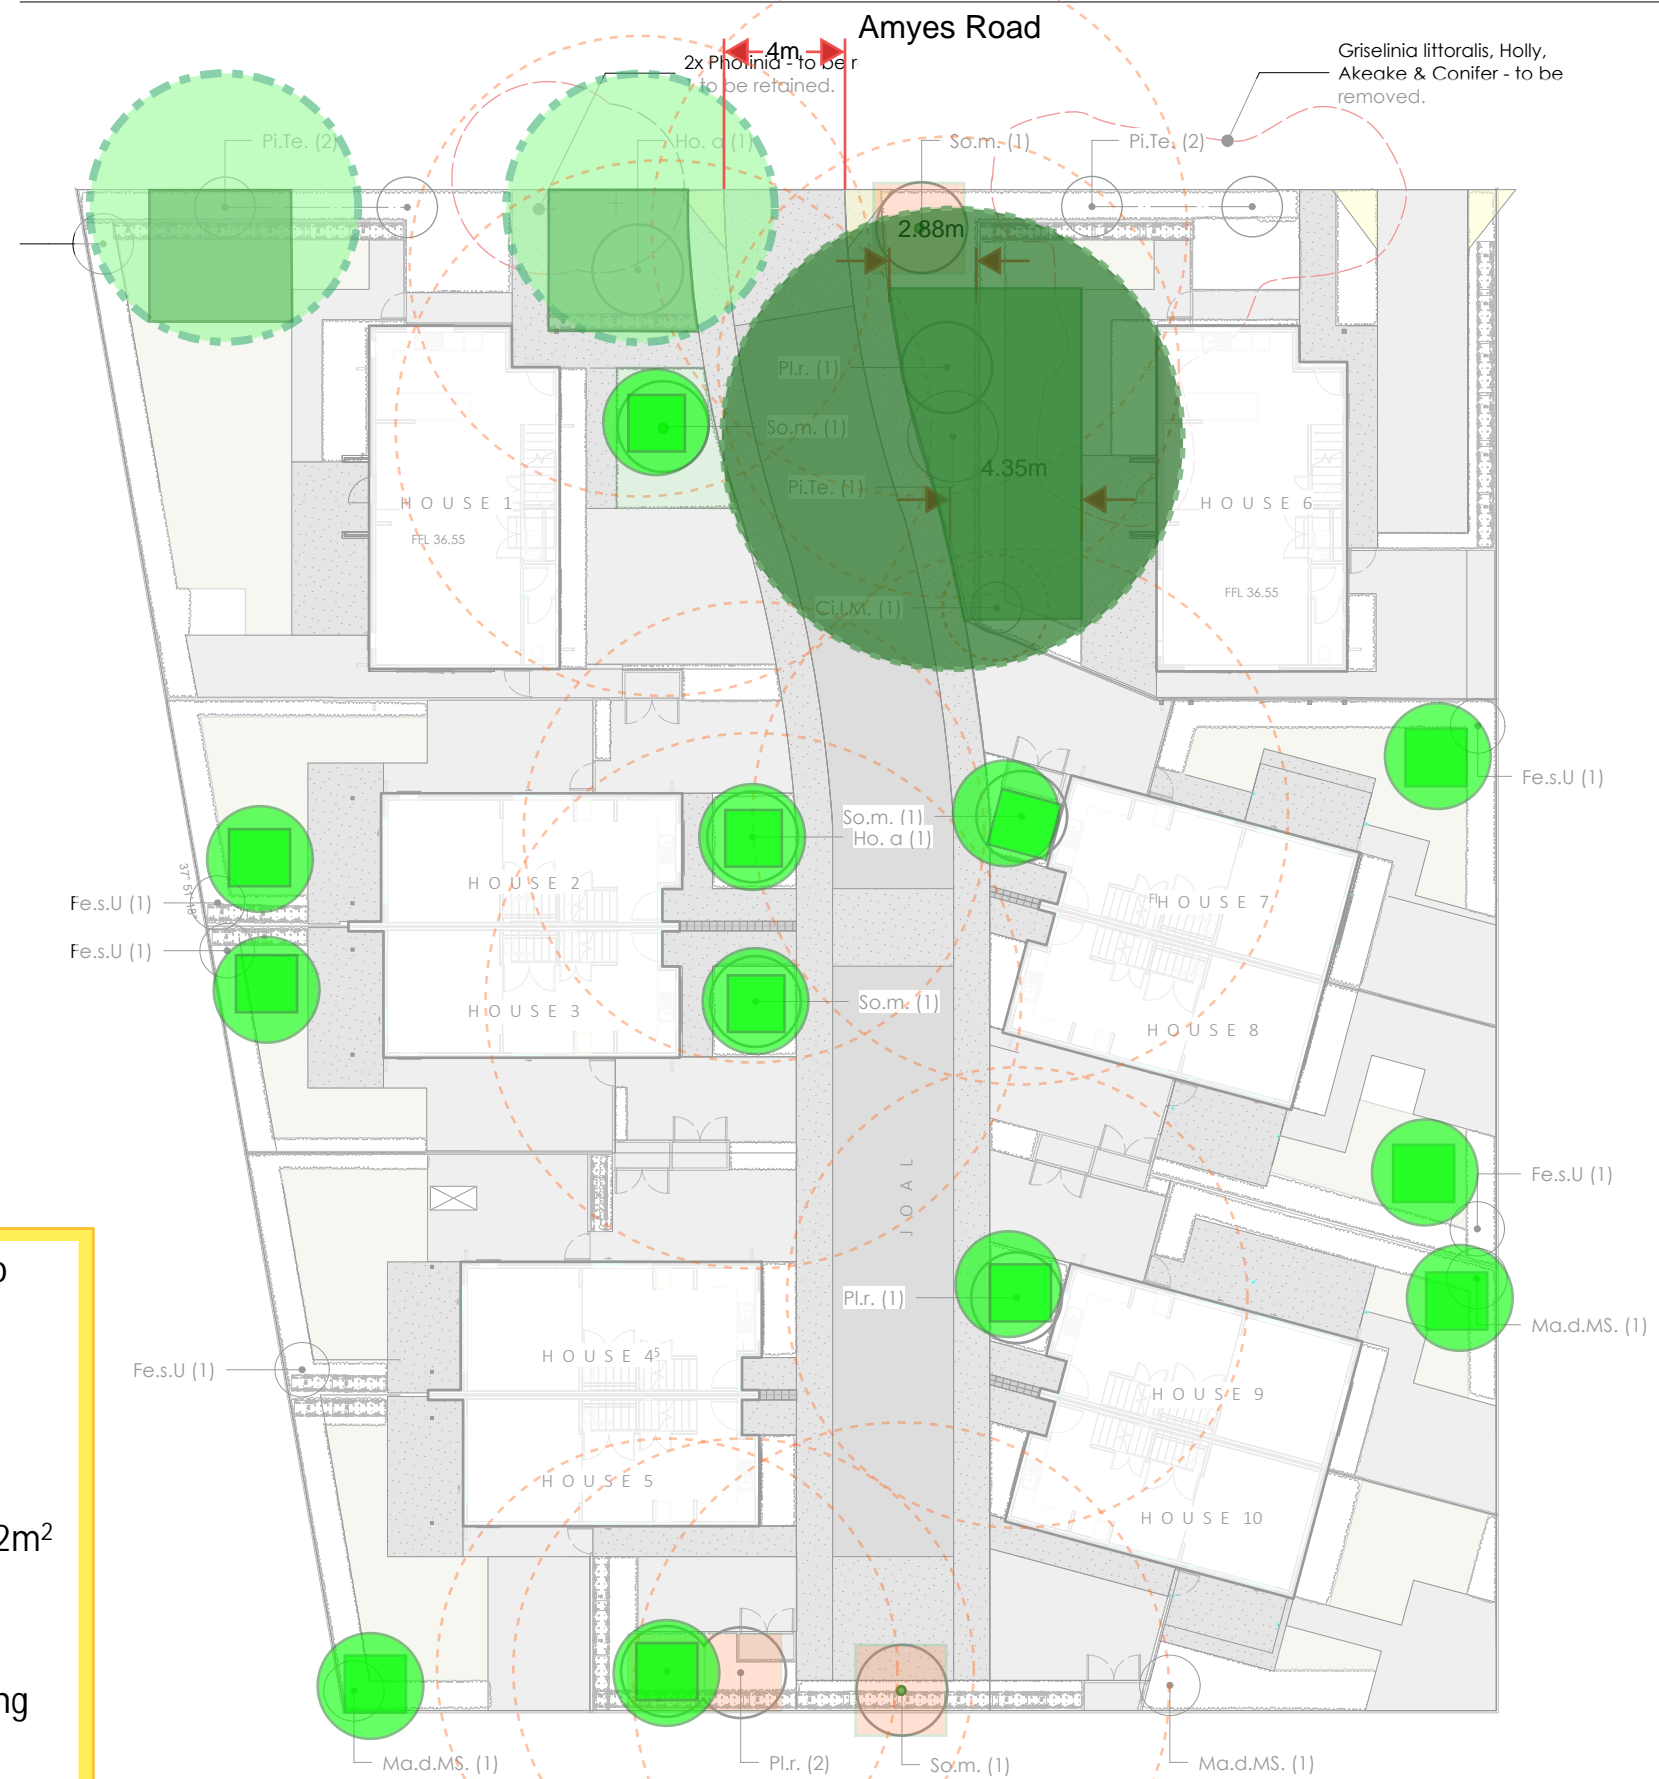 Amyes Road
4m
2x Photinia - to be r
to be retained.
Griselinia littoralis, Holly,
Akeake & Conifer - to be
removed.
Pi.Te. (2)
Ho. a (1)
So.m. (1)
Pi.Te. (2)
2.88m
Pl.r. (1)
So.m. (1)
4.35m
Pi.Te. (1)
HOUSE 1
HOUSE 6
FFL 36.55
FFL 36.55
Ci.l.M. (1)
Fe.s.U (1)
So.m. (1)
Ho. a (1)
HOUSE 2
Fe.s.U (1)
HOUSE 7
Fe.s.U (1)
So.m. (1)
HOUSE 3
HOUSE 8
JOAL
Fe.s.U (1)
o
Pl.r. (1)
Ma.d.MS. (1)
HOUSE 4
Fe.s.U (1)
HOUSE 9
HOUSE 5
HOUSE 10
2m²
ng
Ma.d.MS. (1)
Pl.r. (2)
So.m. (1)
Ma.d.MS. (1)